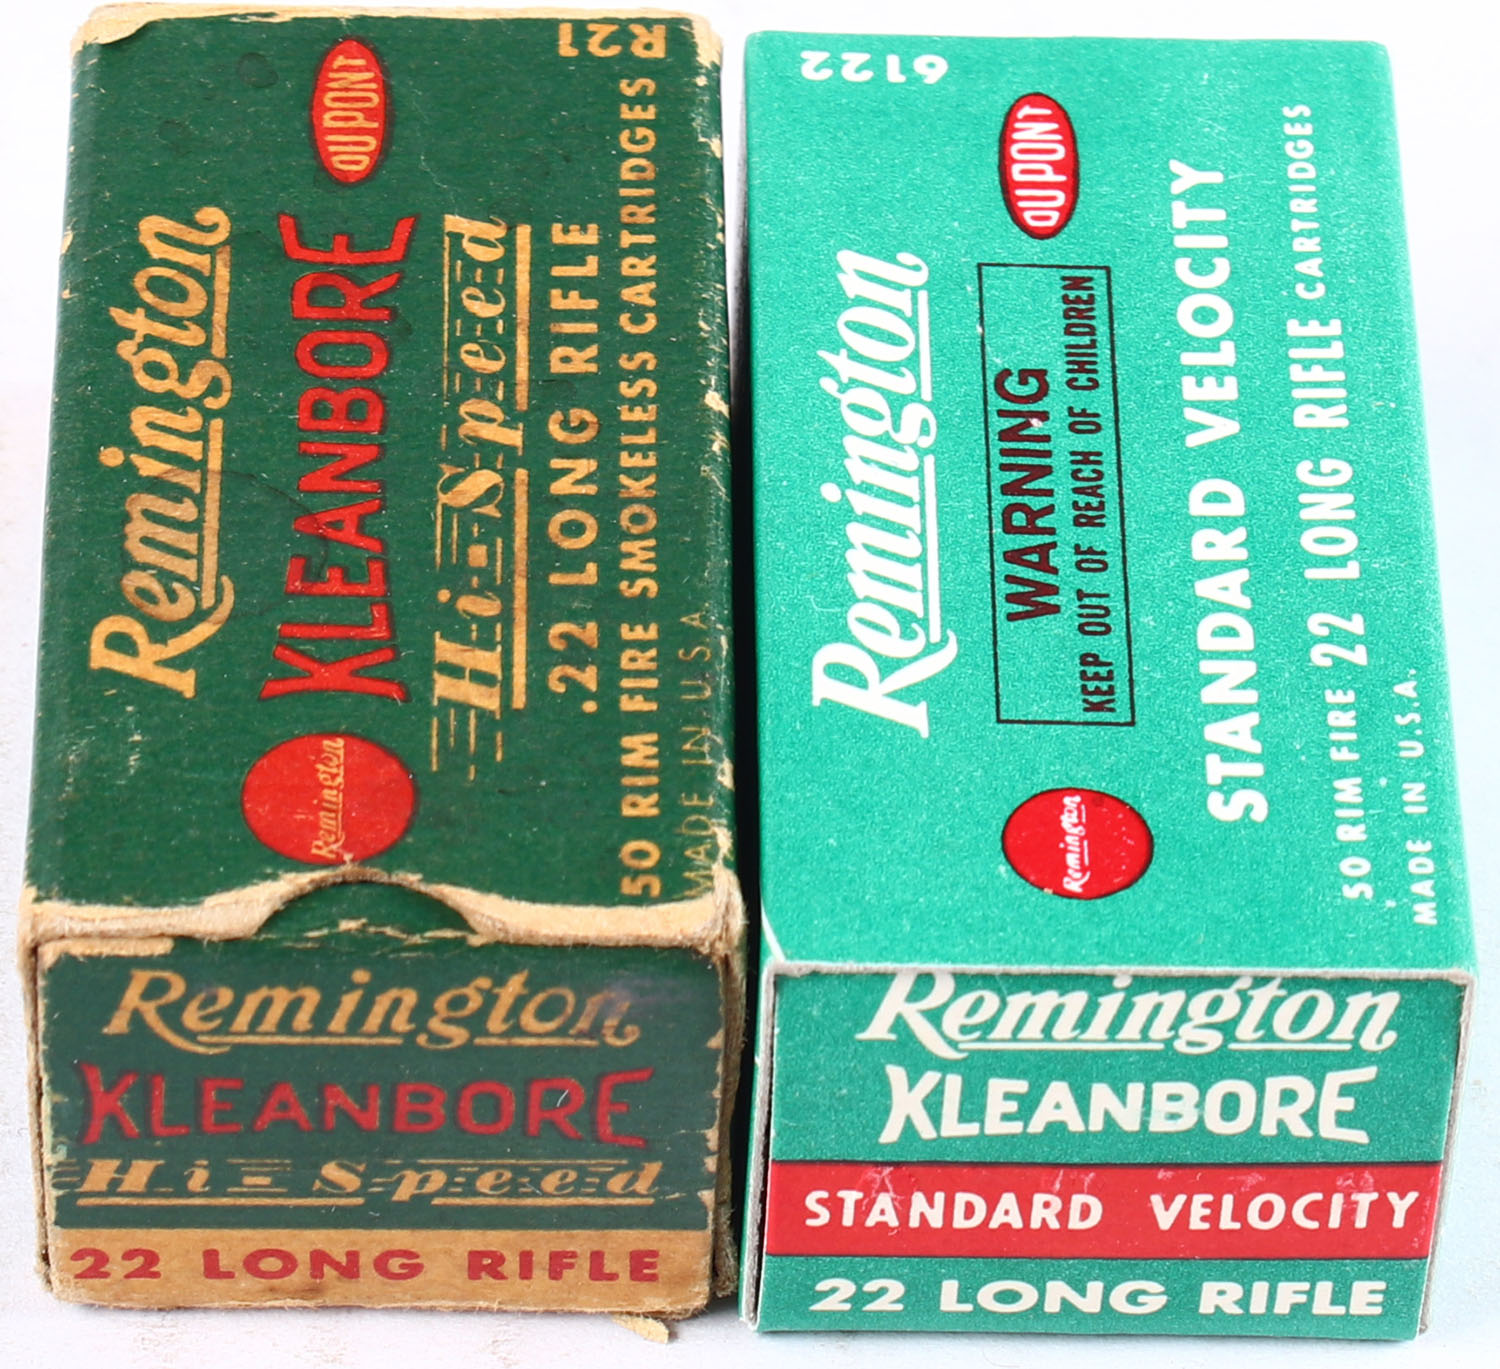 R21
DUPONT
Remington
KLEANBORE
Hi-Speed
.22 LONG RIFLE
50 RIM FIRE SMOKELESS CARTRIDGES
MADE IN U.S.A.
Remington
Remington
KLEANBORE
Hi-Speed
22 LONG RIFLE
6122
DUPONT
Remington
WARNING
KEEP OUT OF REACH OF CHILDREN
STANDARD VELOCITY
50 RIM FIRE 22 LONG RIFLE CARTRIDGES
MADE IN U.S.A.
Remington
Remington
KLEANBORE
STANDARD VELOCITY
22 LONG RIFLE